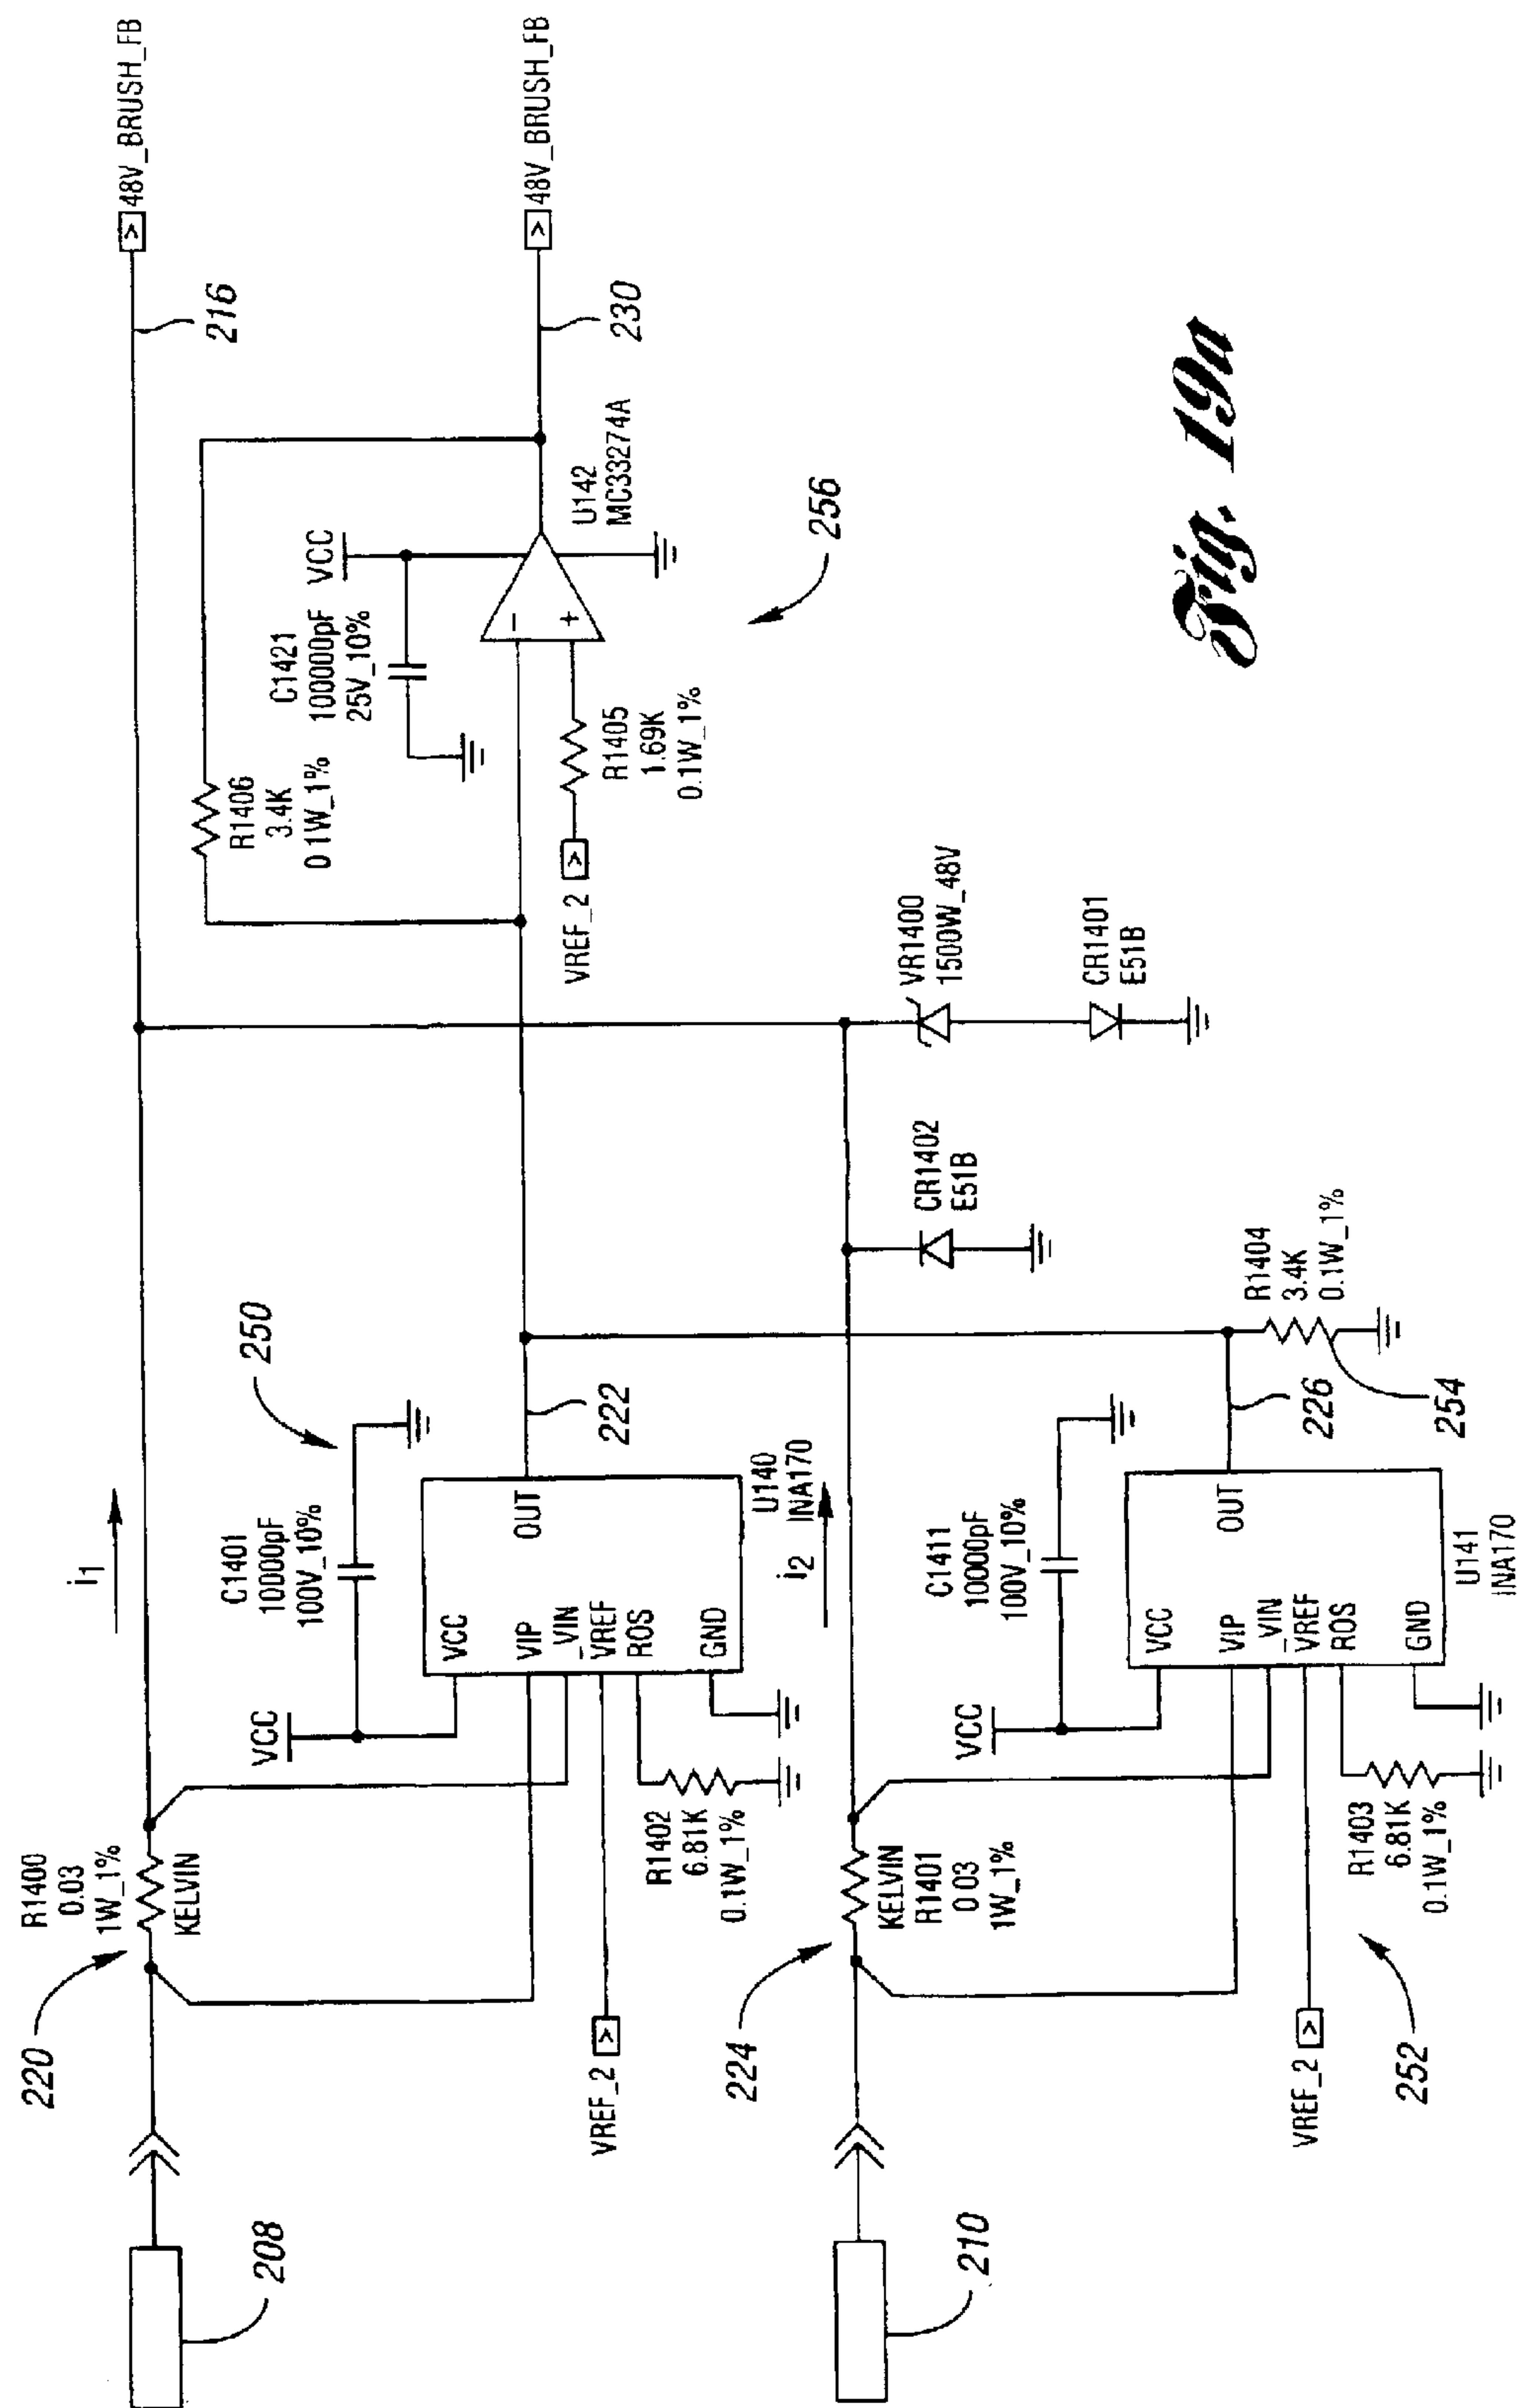 48V_BRUSH_FB
216
i1
220
R1400
0.03
1W_1%
KELVIN
208
VCC
C1401
10000pF
100V_10%
250
VCC
VIP
_VIN
VREF
ROS
GND
OUT
222
U140
INA170
VREF_2
R1402
6.81K
0.1W_1%
R1406
3.4K
0 1W_1%
C1421
100000pF
25V_10%
VCC
-
+
U142
MC33274A
48V_BRUSH_FB
230
VREF_2
R1405
1.69K
0.1W_1%
256
i2
224
KELVIN
R1401
0 03
1W_1%
210
CR1402
E51B
VR1400
1500W_48V
CR1401
E51B
VCC
C1411
10000pF
100V_10%
VCC
VIP
_VIN
VREF
ROS
GND
OUT
226
U141
INA170
VREF_2
R1403
6.81K
0.1W_1%
252
R1404
3.4K
0.1W_1%
254
Fig. 19a